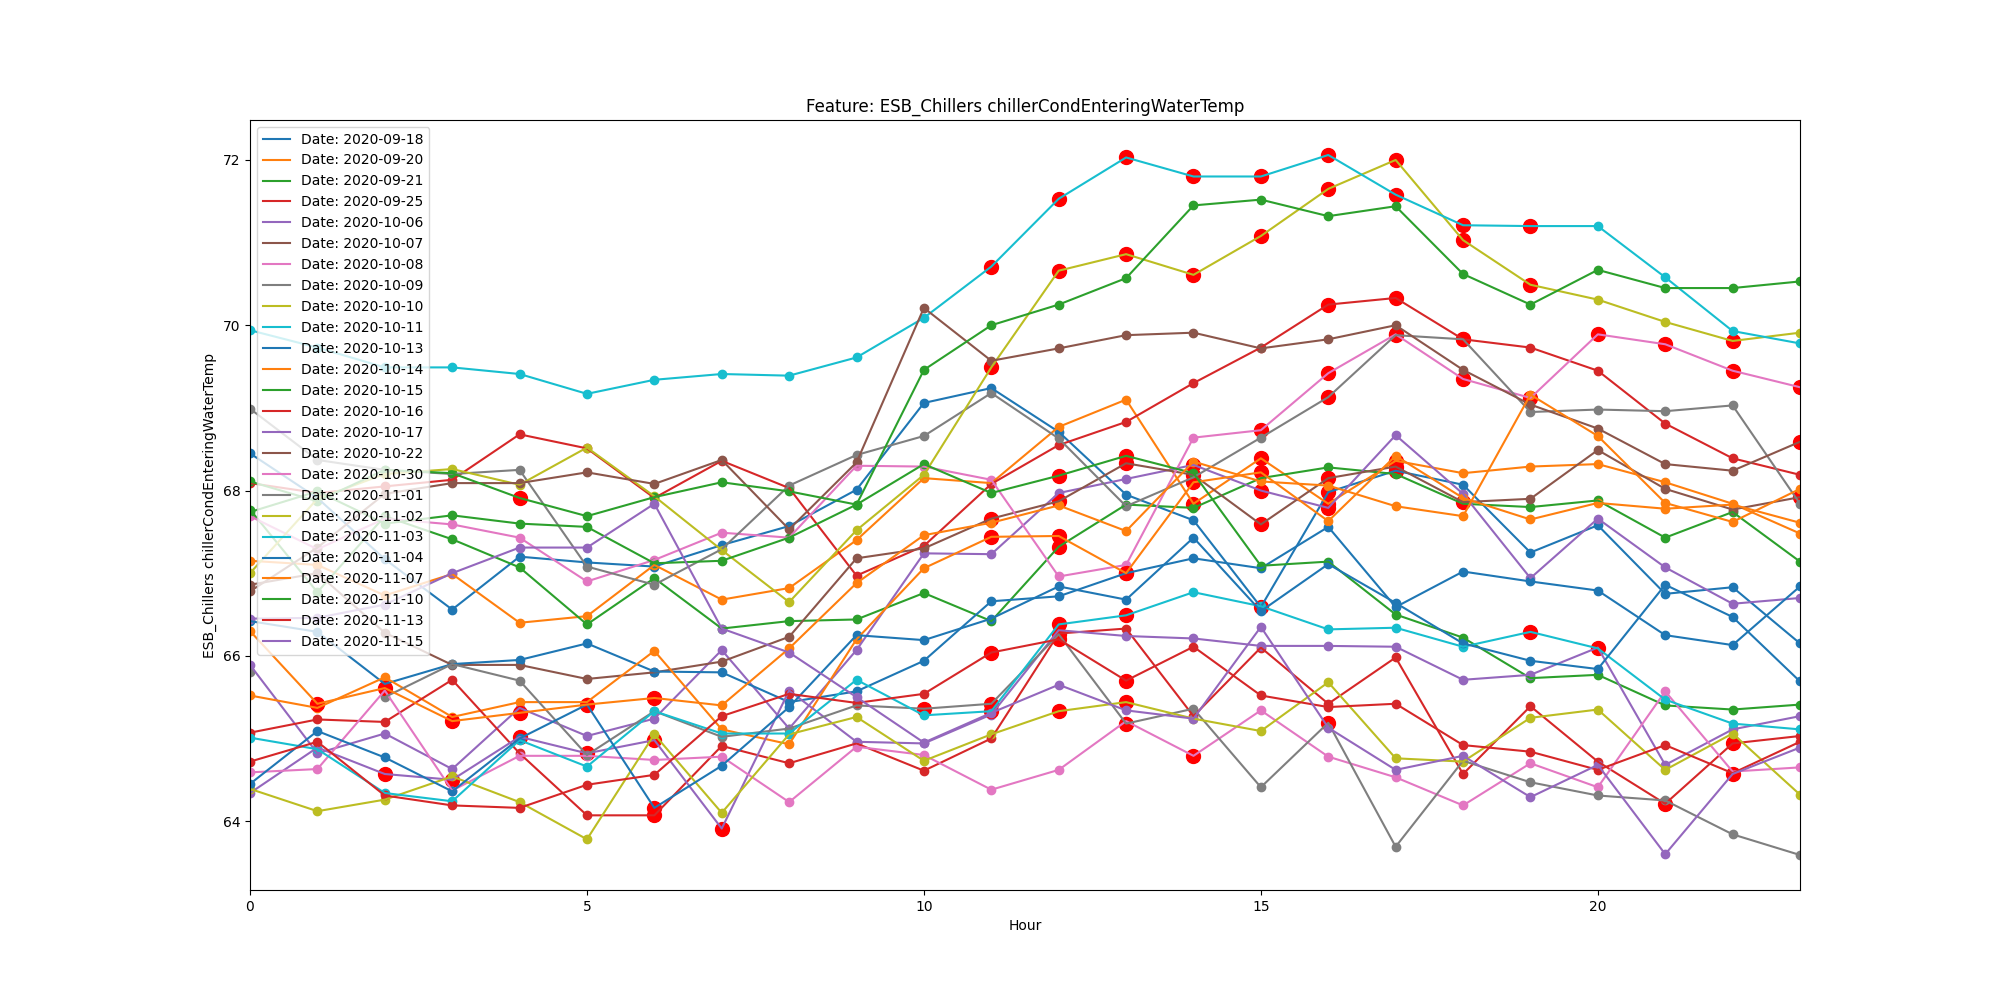 Feature: ESB_Chillers chillerCondEnteringWaterTemp
ESB_Chillers chillerCondEnteringWaterTemp
72
70
68
66
64
Date: 2020-09-18
Date: 2020-09-20
Date: 2020-09-21
Date: 2020-09-25
Date: 2020-10-06
Date: 2020-10-07
Date: 2020-10-08
Date: 2020-10-09
Date: 2020-10-10
Date: 2020-10-11
Date: 2020-10-13
Date: 2020-10-14
Date: 2020-10-15
Date: 2020-10-16
Date: 2020-10-17
Date: 2020-10-22
Date: 2020-10-30
Date: 2020-11-01
Date: 2020-11-02
Date: 2020-11-03
Date: 2020-11-04
Date: 2020-11-07
Date: 2020-11-10
Date: 2020-11-13
Date: 2020-11-15
0 5 10 15 20
Hour